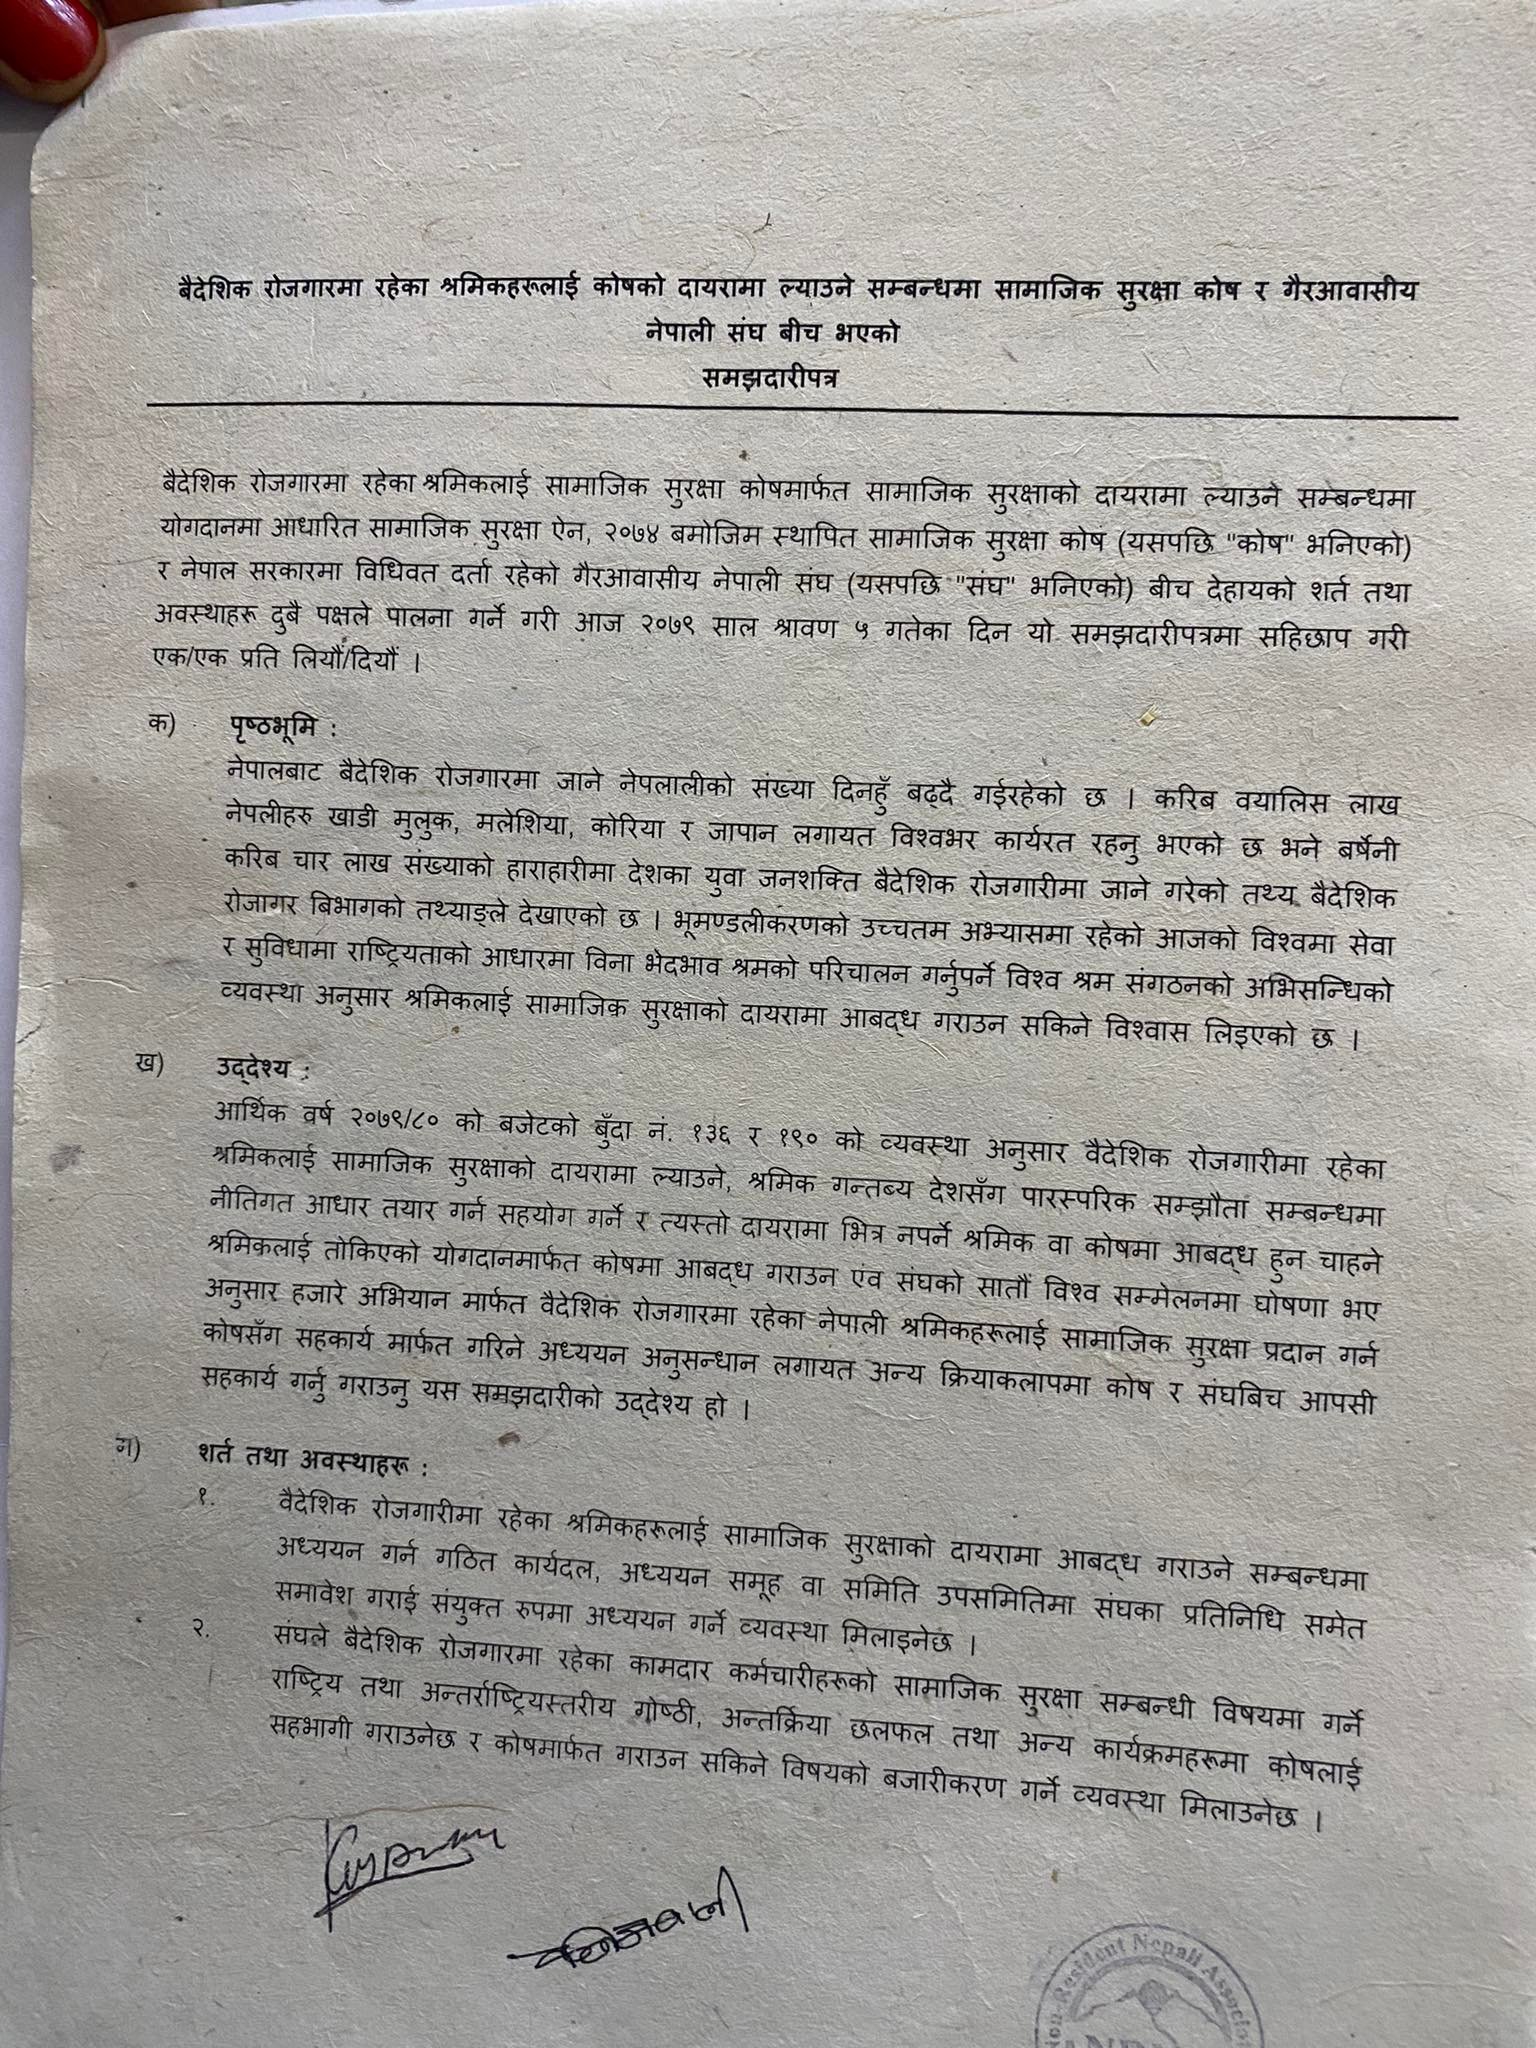 बैदेशिक रोजगारमा रहेका श्रमिकहरूलाई कोषको दायरामा ल्याउने सम्बन्धमा सामाजिक सुरक्षा कोष र गैरआवासीय
नेपाली संघ बीच भएको
समझदारीपत्र
बैदेशिक रोजगारमा रहेका श्रमिकलाई सामाजिक सुरक्षा कोषमार्फत सामाजिक सुरक्षाको दायरामा ल्याउने सम्बन्धमा
योगदानमा आधारित सामाजिक सुरक्षा ऐन, २०७४ बमोजिम स्थापित सामाजिक सुरक्षा कोष (यसपछि "कोष" भनिएको)
र नेपाल सरकारमा विधिवत दर्ता रहेको गैरआवासीय नेपाली संघ (यसपछि "संघ" भनिएको) बीच देहायको शर्त तथा
अवस्थाहरू दुबै पक्षले पालना गर्ने गरी आज २०७९ साल श्रावण ५ गतेका दिन यो समझदारीपत्रमा सहिछाप गरी
एक/एक प्रति लियौं/दियौं ।
क) पृष्ठभूमि :
नेपालबाट बैदेशिक रोजगारमा जाने नेपलालीको संख्या दिनहुँ बढ्दै गईरहेको छ । करिब वयालिस लाख
नेपलीहरु खाडी मुलुक, मलेशिया, कोरिया र जापान लगायत विश्वभर कार्यरत रहनु भएको छ भने बर्षेनी
करिब चार लाख संख्याको हाराहारीमा देशका युवा जनशक्ति बैदेशिक रोजगारीमा जाने गरेको तथ्य बैदेशिक
रोजागर बिभागको तथ्याङ्ले देखाएको छ । भूमण्डलीकरणको उच्चतम अभ्यासमा रहेको आजको विश्वमा सेवा
र सुविधामा राष्ट्रियताको आधारमा विना भेदभाव श्रमको परिचालन गर्नुपर्ने विश्व श्रम संगठनको अभिसन्धिको
व्यवस्था अनुसार श्रमिकलाई सामाजिक सुरक्षाको दायरामा आबद्ध गराउन सकिने विश्वास लिइएको छ ।
ख) उद्देश्य :
आर्थिक वर्ष २०७९/८० को बजेटको बुँदा नं. १३६ र १९० को व्यवस्था अनुसार वैदेशिक रोजगारीमा रहेका
श्रमिकलाई सामाजिक सुरक्षाको दायरामा ल्याउने, श्रमिक गन्तब्य देशसँग पारस्परिक सम्झौता सम्बन्धमा
नीतिगत आधार तयार गर्न सहयोग गर्ने र त्यस्तो दायरामा भित्र नपर्ने श्रमिक वा कोषमा आबद्ध हुन चाहने
श्रमिकलाई तोकिएको योगदानमार्फत कोषमा आबद्ध गराउन एंव संघको सातौं विश्व सम्मेलनमा घोषणा भए
अनुसार हजारे अभियान मार्फत वैदेशिक रोजगारमा रहेका नेपाली श्रमिकहरूलाई सामाजिक सुरक्षा प्रदान गर्न
कोषसँग सहकार्य मार्फत गरिने अध्ययन अनुसन्धान लगायत अन्य क्रियाकलापमा कोष र संघबिच आपसी
सहकार्य गर्नु गराउनु यस समझदारीको उद्देश्य हो ।
ग) शर्त तथा अवस्थाहरू :
१. वैदेशिक रोजगारीमा रहेका श्रमिकहरूलाई सामाजिक सुरक्षाको दायरामा आबद्ध गराउने सम्बन्धमा
अध्ययन गर्न गठित कार्यदल, अध्ययन समूह वा समिति उपसमितिमा संघका प्रतिनिधि समेत
समावेश गराई संयुक्त रुपमा अध्ययन गर्ने व्यवस्था मिलाइनेछ ।
२. संघले बैदेशिक रोजगारमा रहेका कामदार कर्मचारीहरूको सामाजिक सुरक्षा सम्बन्धी विषयमा गर्ने
राष्ट्रिय तथा अन्तर्राष्ट्रियस्तरीय गोष्ठी, अन्तर्क्रिया छलफल तथा अन्य कार्यक्रमहरूमा कोषलाई
सहभागी गराउनेछ र कोषमार्फत गराउन सकिने विषयको बजारीकरण गर्ने व्यवस्था मिलाउनेछ ।
Resident Nepali